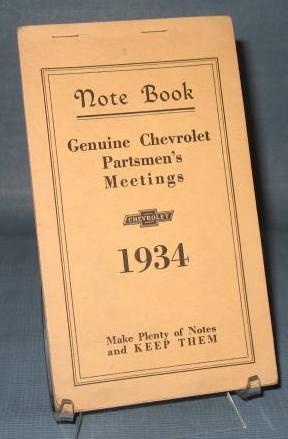 Note Book
Genuine Chevrolet
Partsmen's
Meetings
CHEVROLET
1934
Make Plenty of Notes
and KEEP THEM